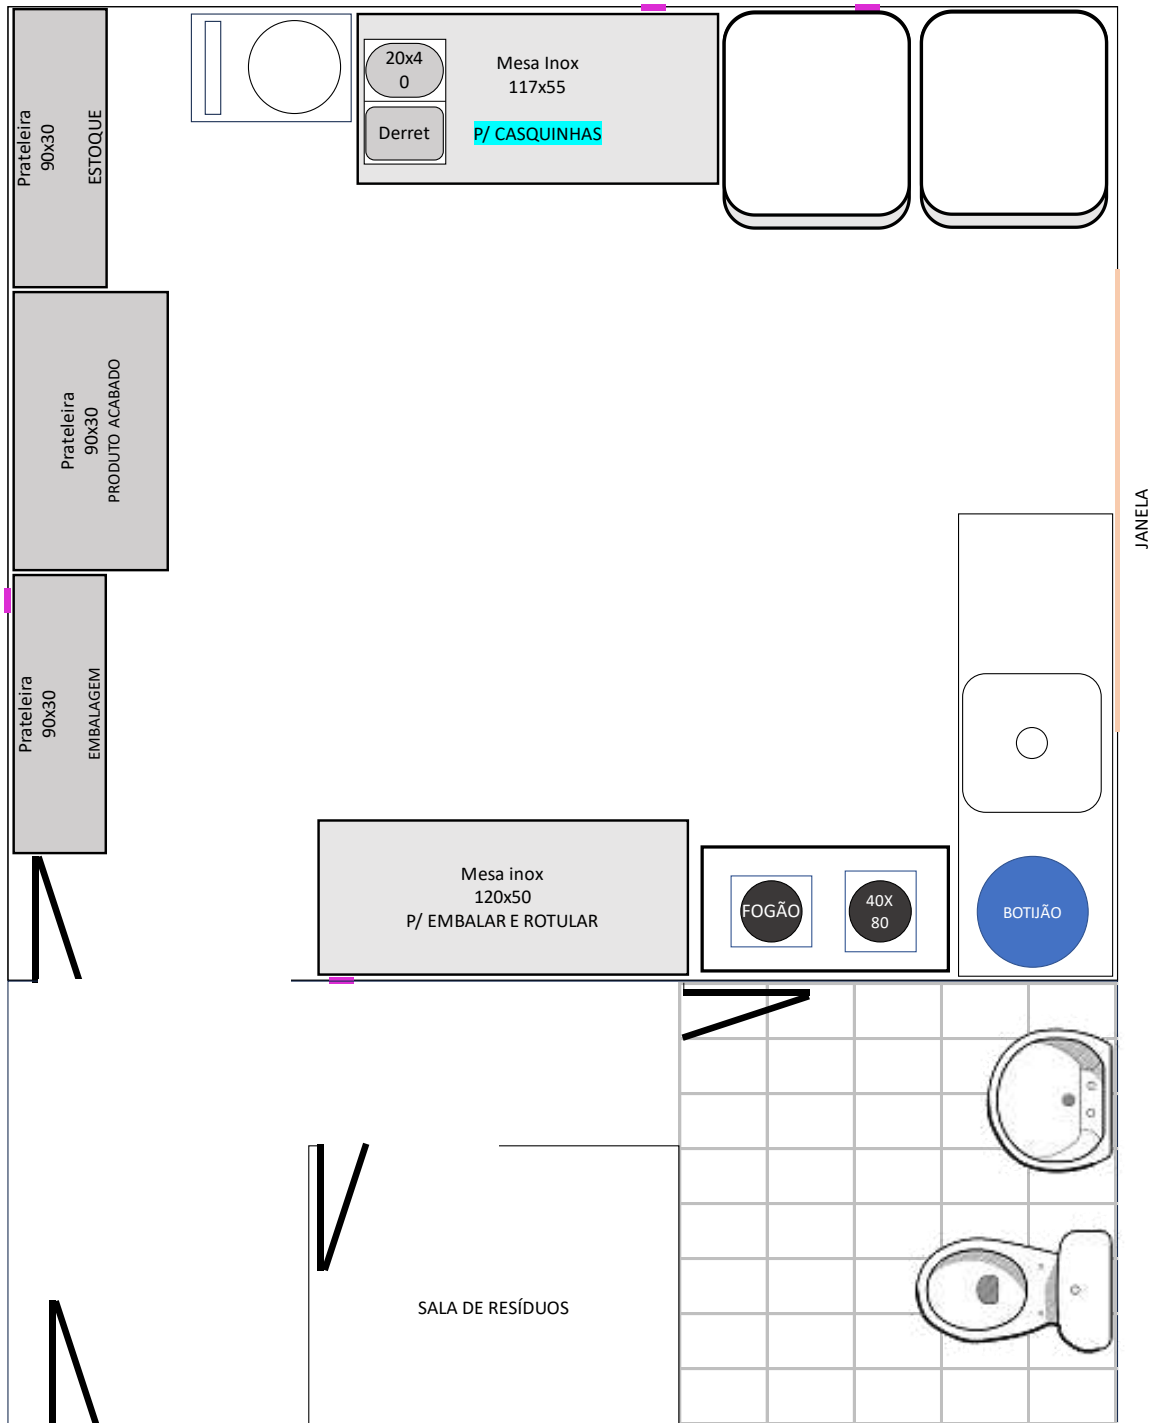 Prateleira
90x30
ESTOQUE
20x4
0
Derret
Mesa Inox
117x55
P/ CASQUINHAS
Prateleira
90x30
PRODUTO ACABADO
JANELA
Prateleira
90x30
EMBALAGEM
Mesa inox
120x50
P/ EMBALAR E ROTULAR
FOGÃO
40X
80
BOTIJÃO
SALA DE RESÍDUOS